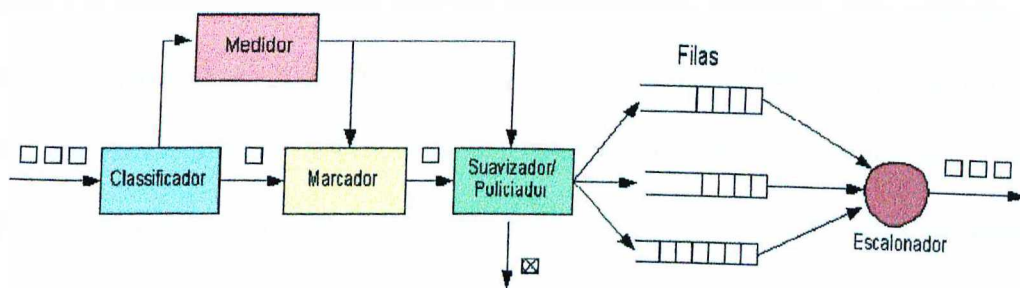 Medidor
Filas
Classificador
Marcador
Suavizador/
Policiador
Escalonador